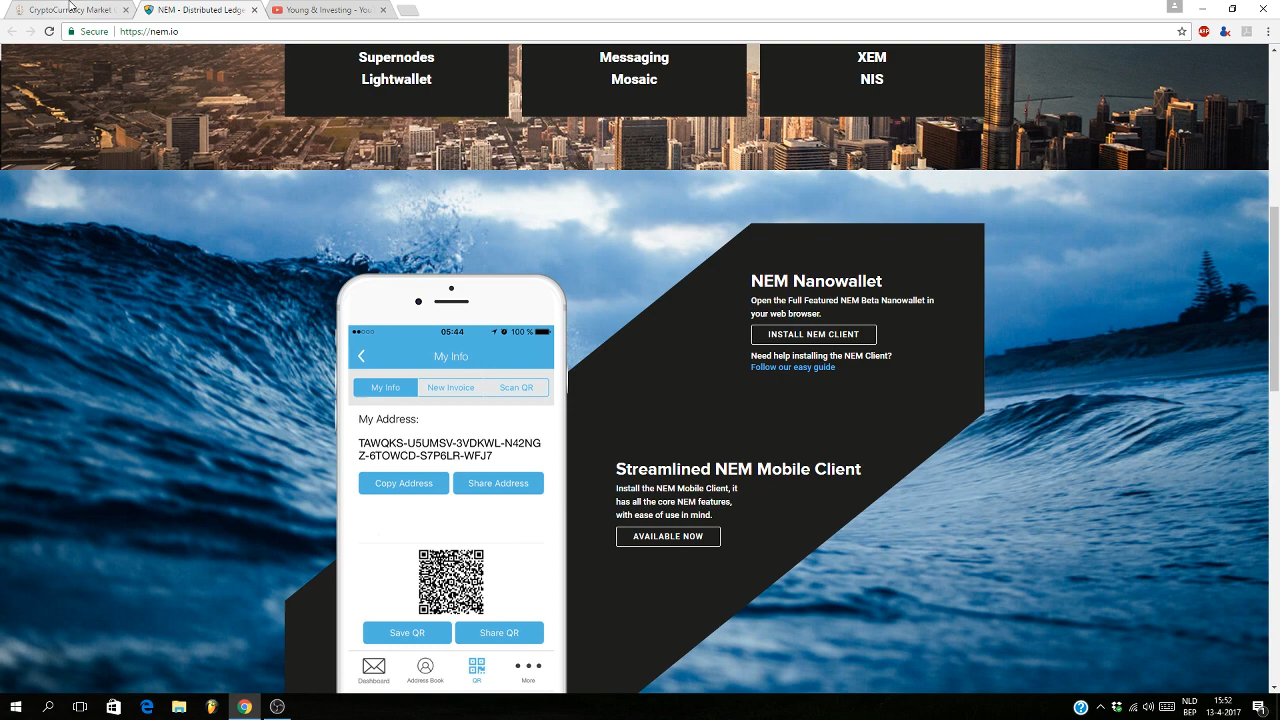 CryptoCurrency Market
NEM - Distributed Ledge
Young & Investing - You
Secure
https://nem.io
ABP
Supernodes
Lightwallet
Messaging
Mosaic
XEM
NIS
NEM Nanowallet
Open the Full Featured NEM Beta Nanowallet in
your web browser.
INSTALL NEM CLIENT
Need help installing the NEM Client?
Follow our easy guide
Streamlined NEM Mobile Client
Install the NEM Mobile Client, it
has all the core NEM features,
with ease of use in mind.
AVAILABLE NOW
05:44
100 %
My Info
My Info
New Invoice
Scan QR
My Address:
TAWQKS-U5UMSV-3VDKWL-N42NG
Z-6TOWCD-S7P6LR-WFJ7
Copy Address
Share Address
Save QR
Share QR
Dashboard
Address Book
QR
More
NLD
BEP
15:52
13-4-2017